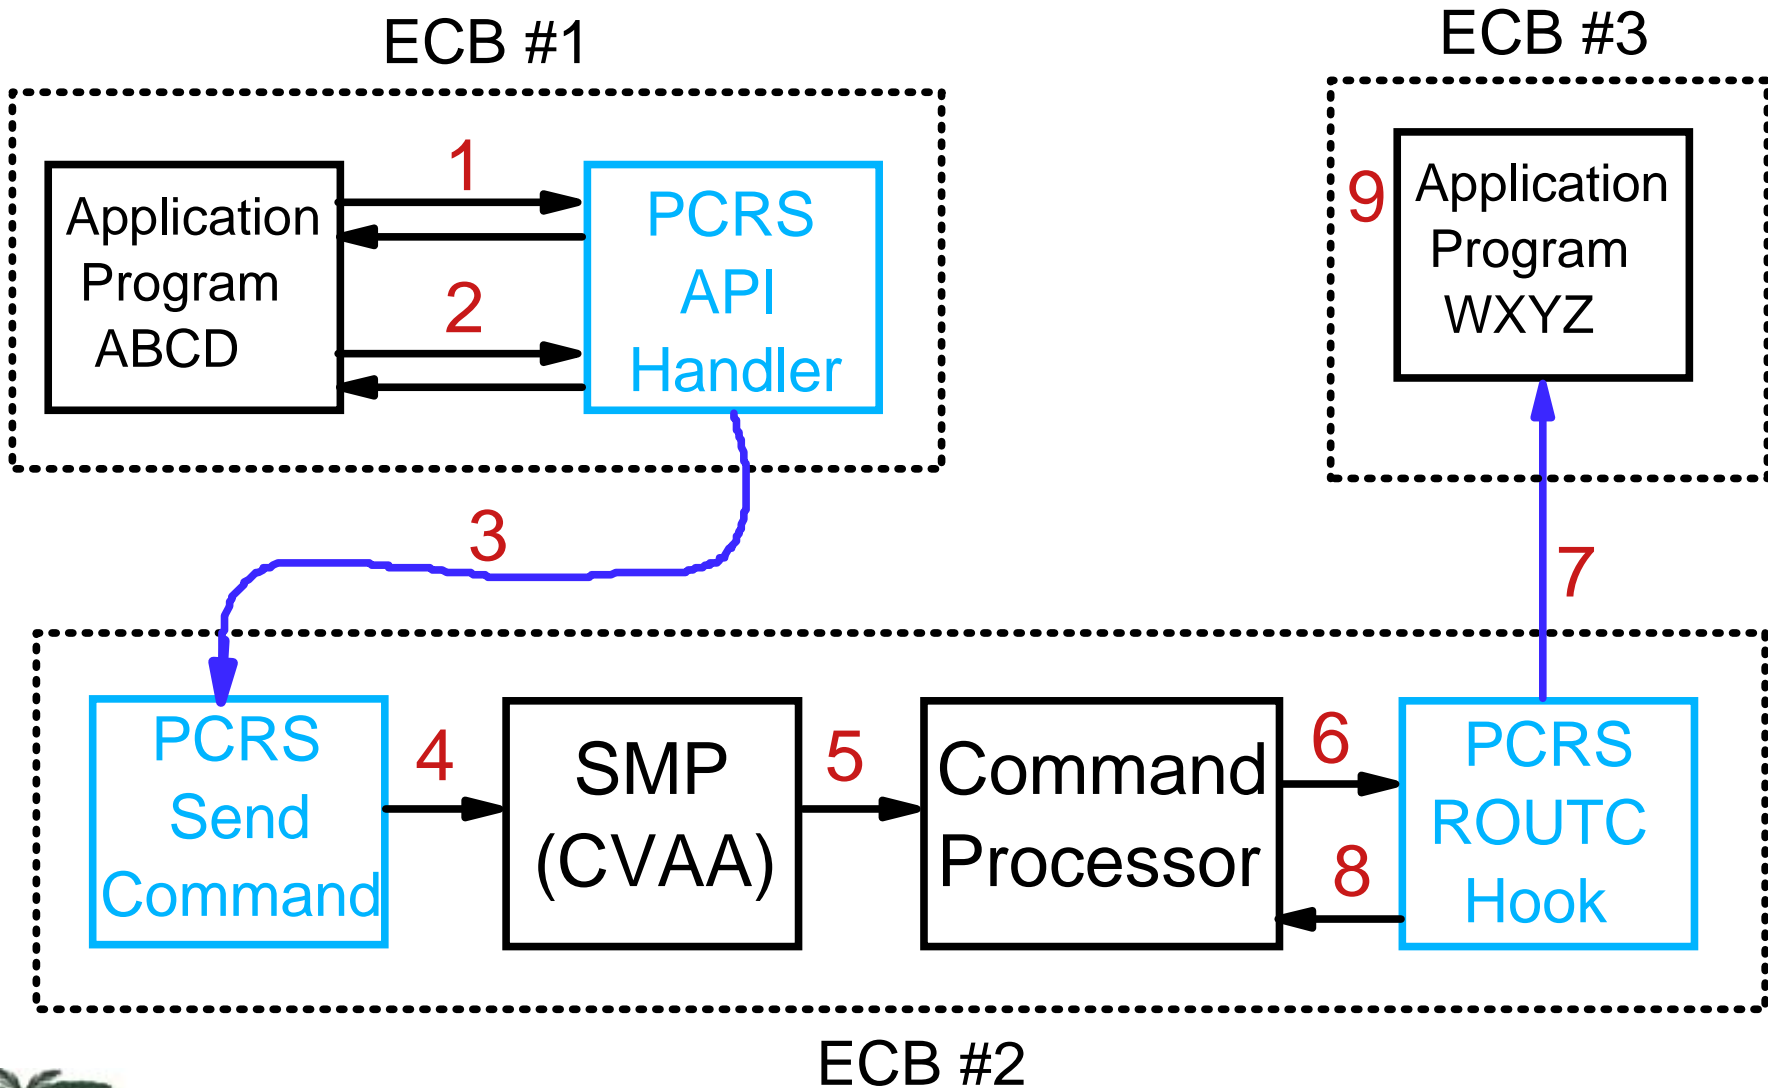 ECB #1
Application
Program
ABCD
1
2
PCRS
API
Handler
ECB #3
9
Application
Program
WXYZ
3
7
PCRS
Send
Command
4
SMP
(CVAA)
5
Command
Processor
6
8
PCRS
ROUTC
Hook
ECB #2